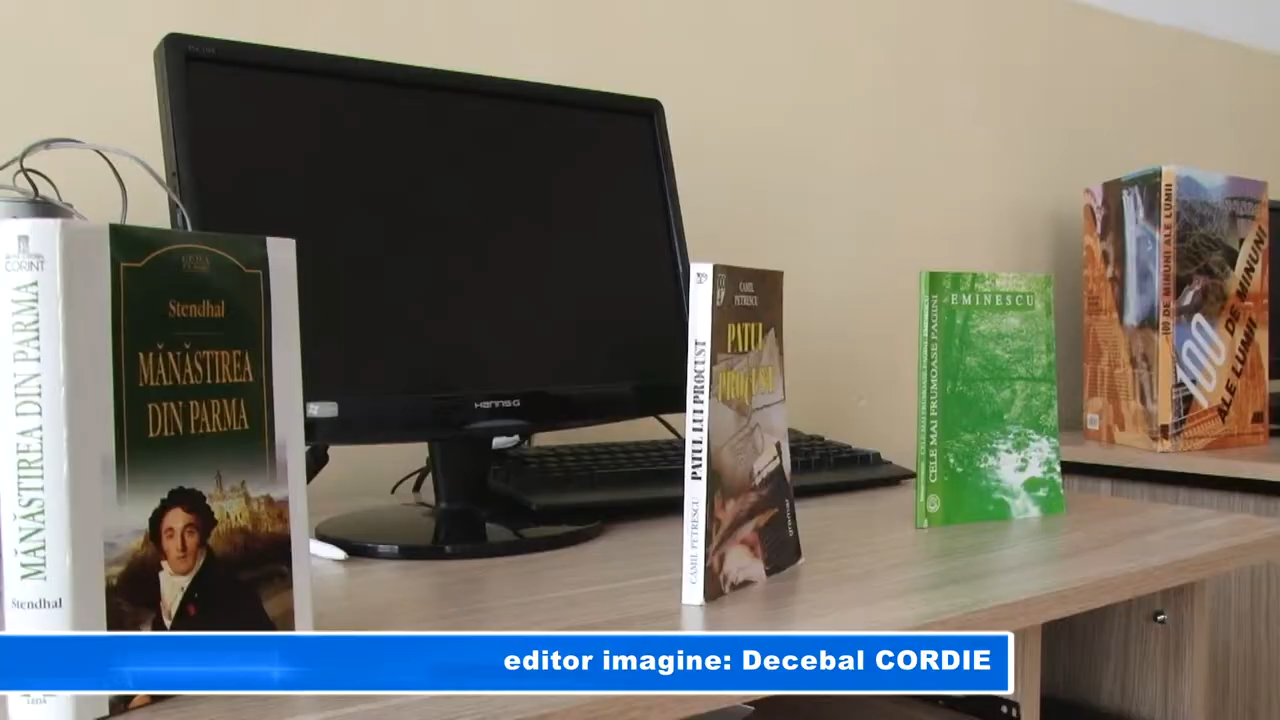 CORINT
MĂNĂSTIREA DIN PARMA
Stendhal
LEDA
Stendhal
MĂNĂSTIREA
DIN PARMA
HANNS·G
CAMIL PETRESCU
PATUL LUI PROCUST
CAMIL
PETRESCU
PATUL
PROCUST
gramar
CELE MAI FRUMOASE PAGINI
EMINESCU
100 DE MINUNI ALE LUMII
100
DE MINUNI
ALE LUMII
editor imagine: Decebal CORDIE